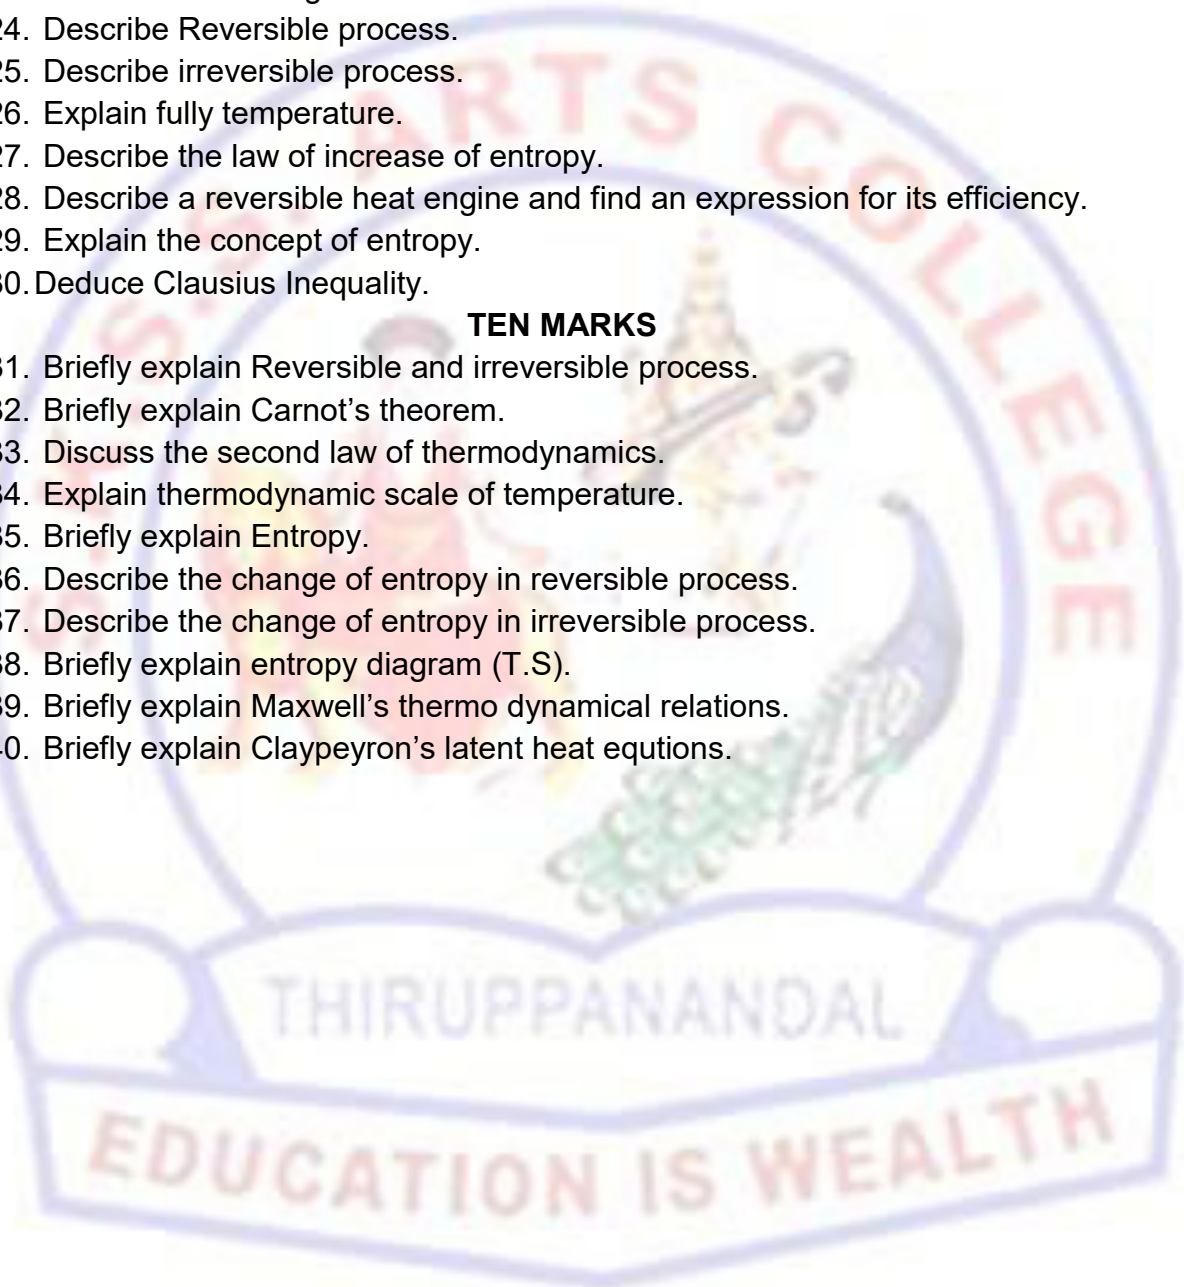 24. Describe Reversible process.
25. Describe irreversible process.
26. Explain fully temperature.
27. Describe the law of increase of entropy.
28. Describe a reversible heat engine and find an expression for its efficiency.
29. Explain the concept of entropy.
30. Deduce Clausius Inequality.
TEN MARKS
31. Briefly explain Reversible and irreversible process.
32. Briefly explain Carnot’s theorem.
33. Discuss the second law of thermodynamics.
34. Explain thermodynamic scale of temperature.
35. Briefly explain Entropy.
36. Describe the change of entropy in reversible process.
37. Describe the change of entropy in irreversible process.
38. Briefly explain entropy diagram (T.S).
39. Briefly explain Maxwell’s thermo dynamical relations.
40. Briefly explain Claypeyron’s latent heat equtions.
ARTS COLLEGE
THIRUPPANANDAL
EDUCATION IS WEALTH